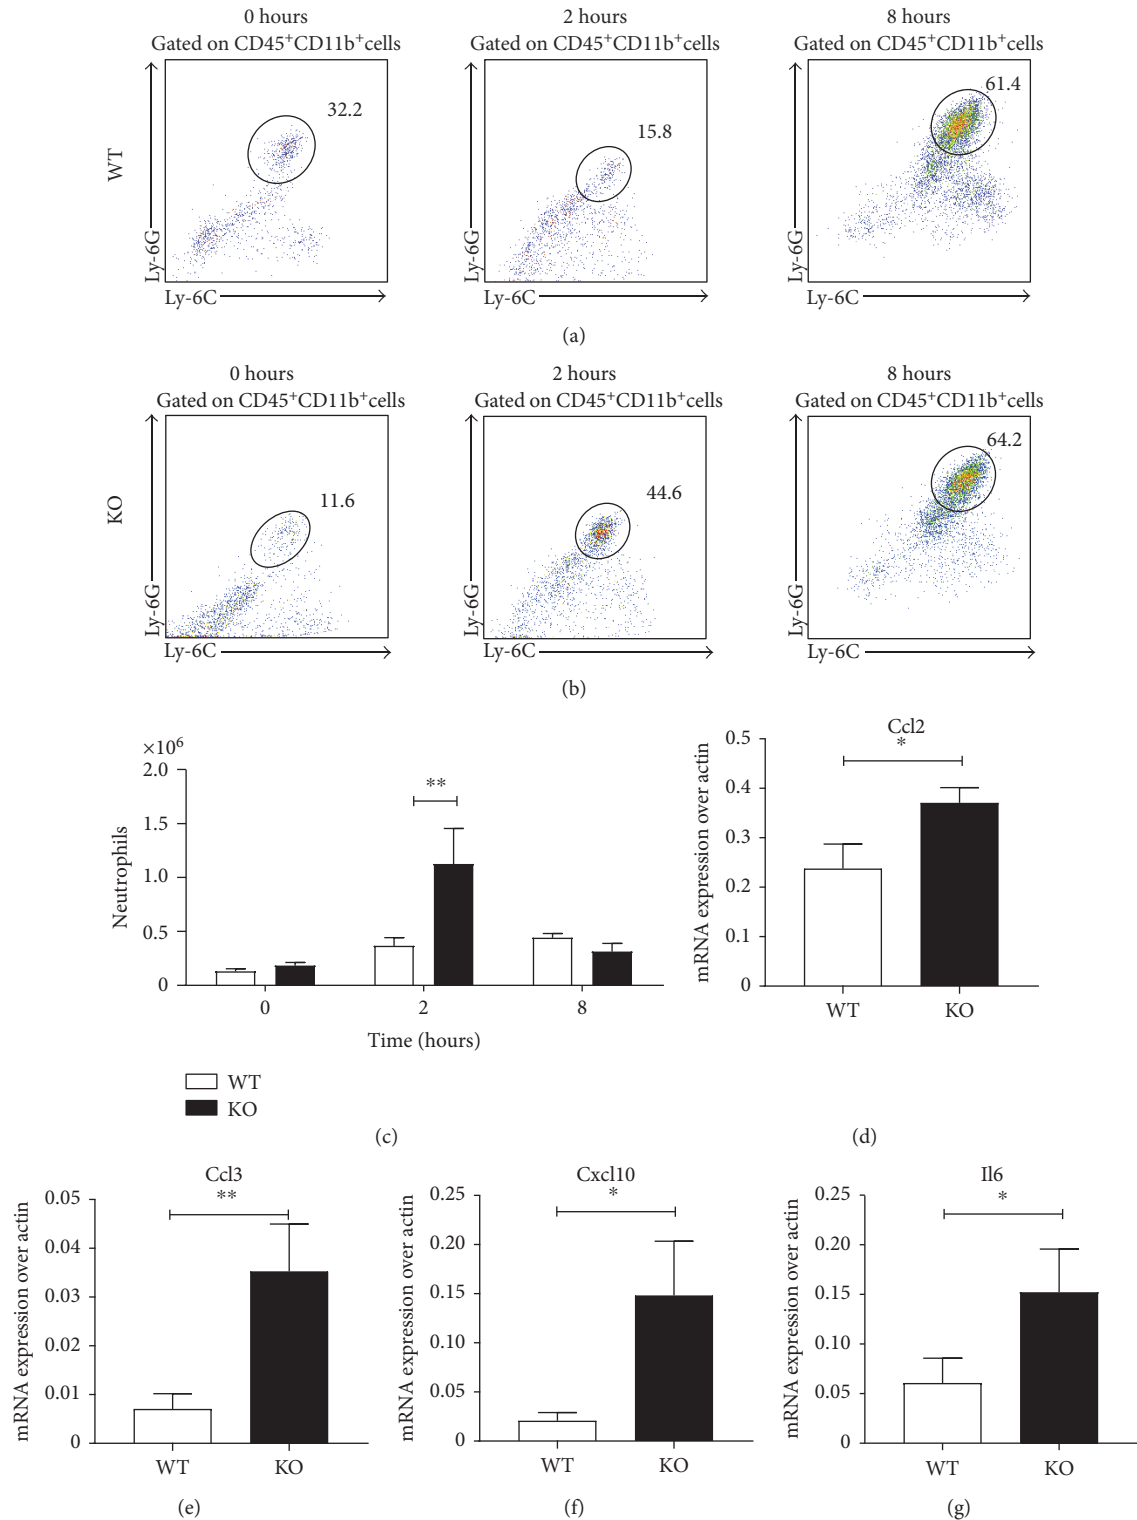 0 hours 2 hours 8 hours
Gated on CD45⁺CD11b⁺cells Gated on CD45⁺CD11b⁺cells Gated on CD45⁺CD11b⁺cells
WT
32.2 15.8 61.4
Ly-6G Ly-6G Ly-6G
Ly-6C Ly-6C Ly-6C
(a)
0 hours 2 hours 8 hours
Gated on CD45⁺CD11b⁺cells Gated on CD45⁺CD11b⁺cells Gated on CD45⁺CD11b⁺cells
KO
11.6 44.6 64.2
Ly-6G Ly-6G Ly-6G
Ly-6C Ly-6C Ly-6C
(b)
×10⁶
2.0
1.5
1.0
0.5
0
Neutrophils
**
0 2 8
Time (hours)
WT
KO
(c)
Ccl2
*
0.5
0.4
0.3
0.2
0.1
0
mRNA expression over actin
WT KO
(d)
Ccl3
**
0.05
0.04
0.03
0.02
0.01
0
mRNA expression over actin
WT KO
(e)
Cxcl10
*
0.25
0.20
0.15
0.10
0.05
0
mRNA expression over actin
WT KO
(f)
Il6
*
0.25
0.20
0.15
0.10
0.05
0
mRNA expression over actin
WT KO
(g)